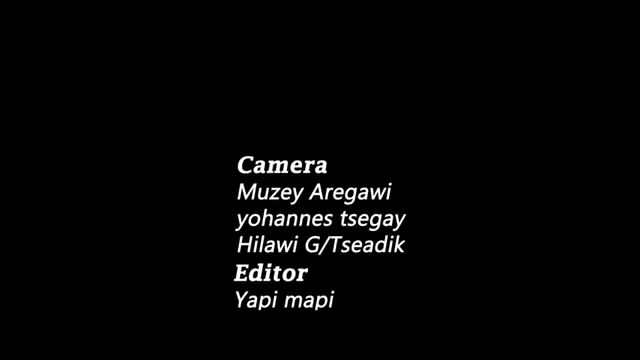 Camera
Muzey Aregawi
yohannes tsegay
Hilawi G/Tseadik
Editor
Yapi mapi